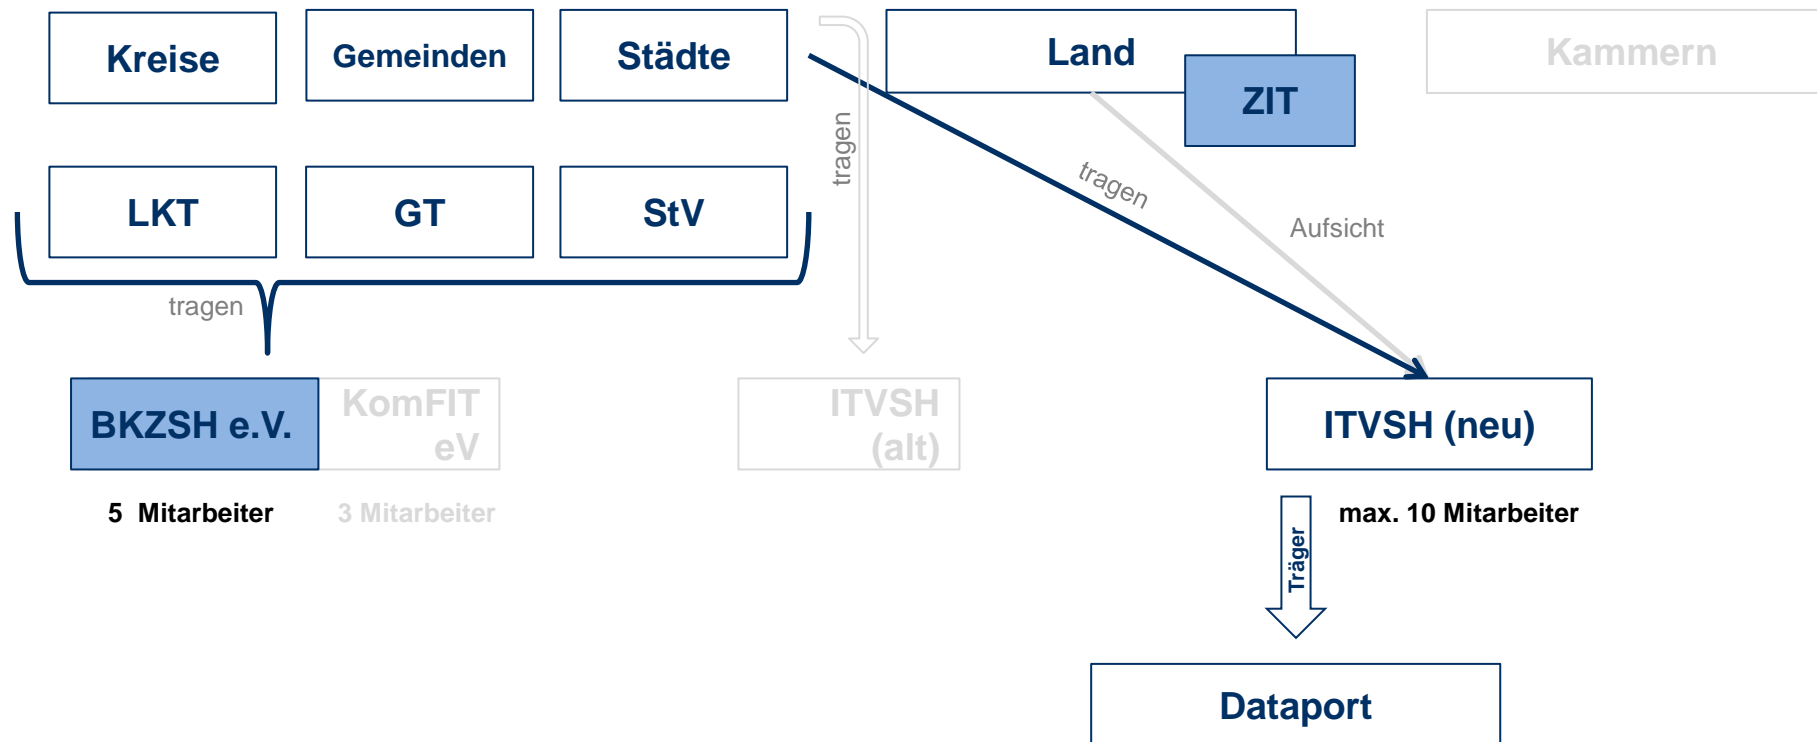 Kreise
Gemeinden
Städte
Land
Kammern
ZIT
tragen
tragen
LKT
GT
StV
Aufsicht
tragen
BKZSH e.V.
KomFIT
eV
ITVSH
(alt)
ITVSH (neu)
5 Mitarbeiter
3 Mitarbeiter
max. 10 Mitarbeiter
Träger
Dataport